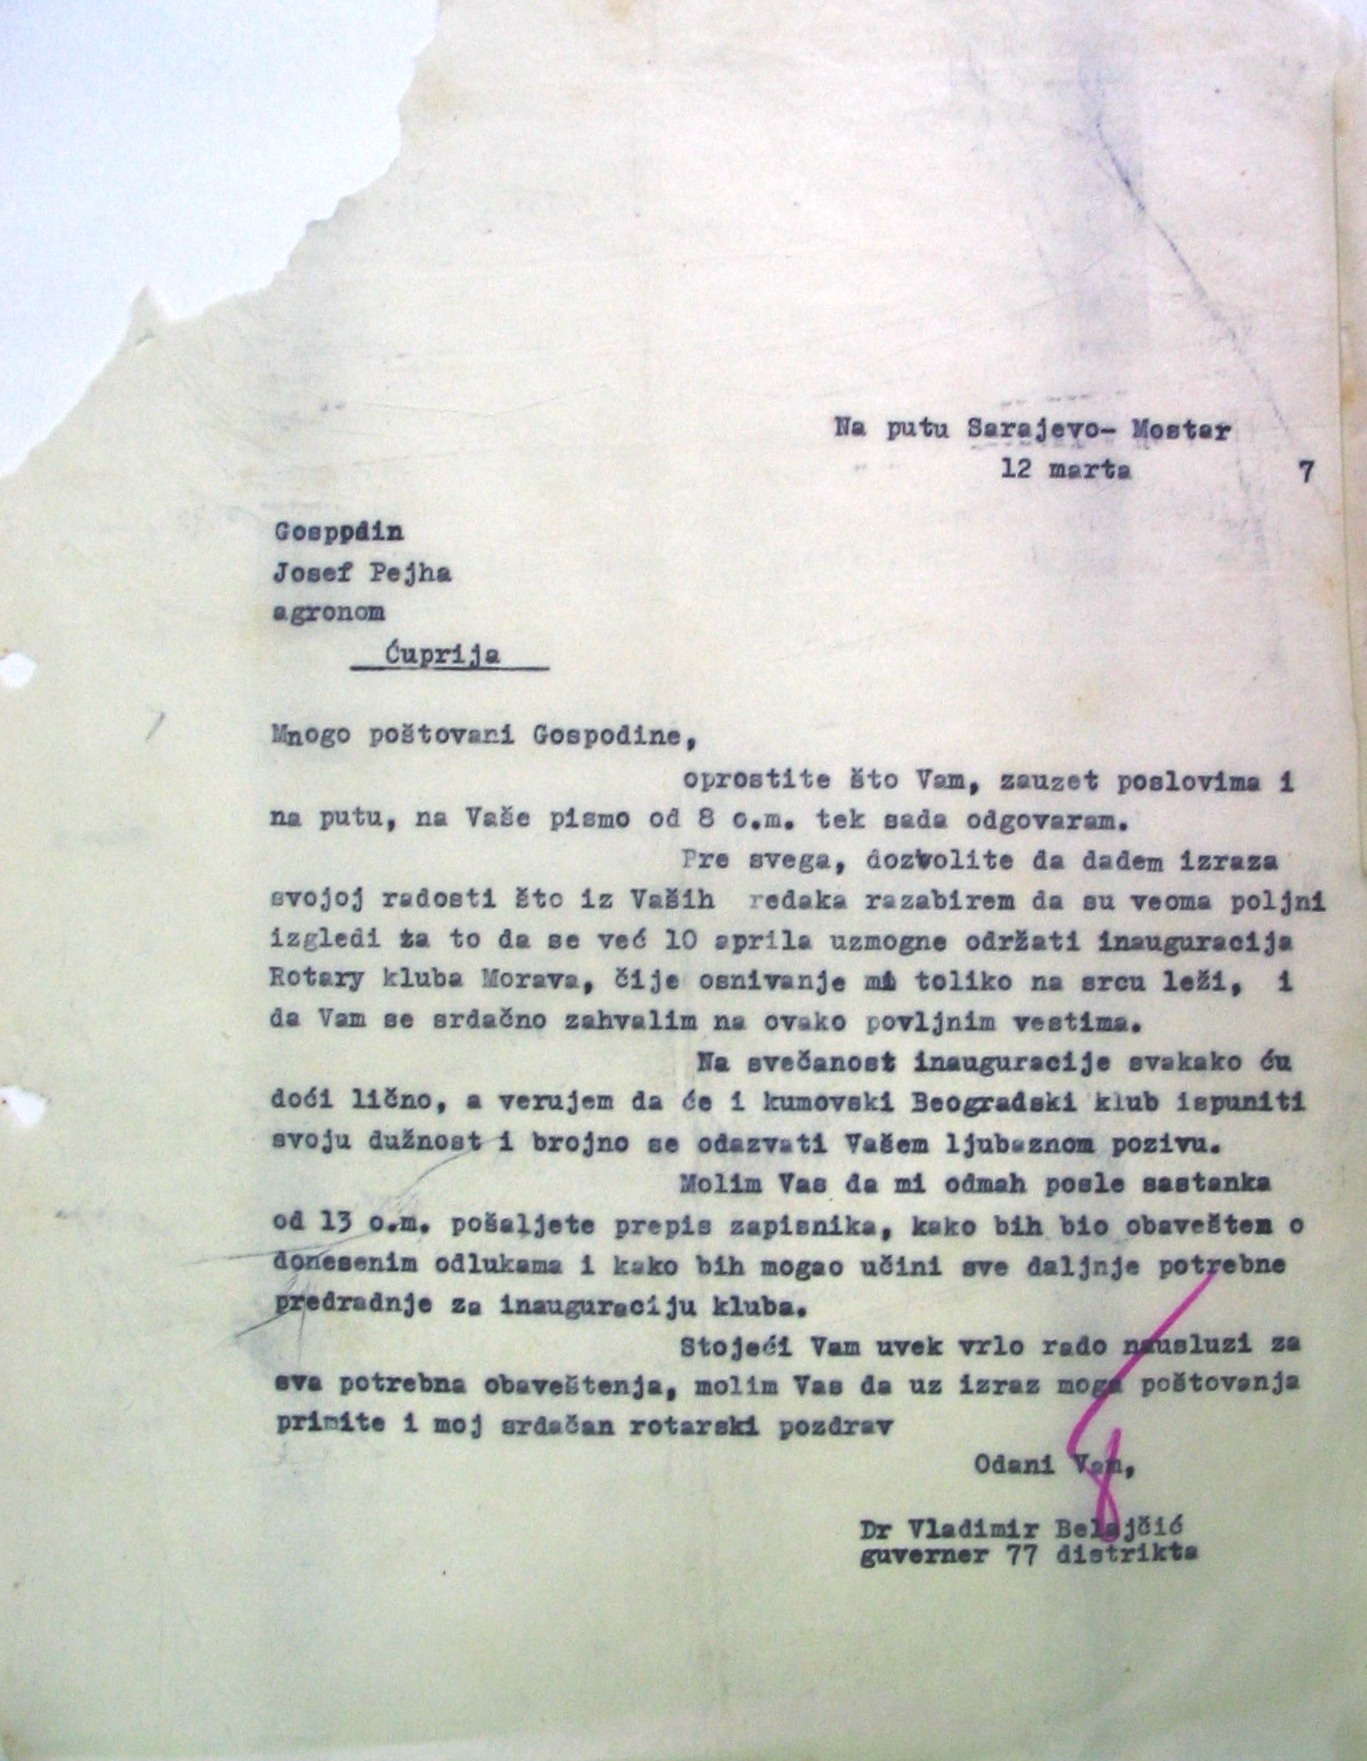 Na putu Sarajevo- Mostar
12 marta 7
Gosppdin
Josef Pejha
agronom
Ćuprija
Mnogo poštovani Gospodine,
oprostite što Vam, zauzet poslovima i
na putu, na Vaše pismo od 8 o.m. tek sada odgovaram.
Pre svega, dozvolite da dadem izraza
svojoj radosti što iz Vaših redaka razabirem da su veoma poljni
izgledi za to da se već 10 aprila uzmogne održati inauguracija
Rotary kluba Morava, čije osnivanje mi toliko na srcu leži, i
da Vam se srdačno zahvalim na ovako povljnim vestima.
Na svečanost inauguracije svakako ću
doći lično, a verujem da će i kumovski Beogradski klub ispuniti
svoju dužnost i brojno se odazvati Vašem ljubaznom pozivu.
Molim Vas da mi odmah posle sastanka
od 13 o.m. pošaljete prepis zapisnika, kako bih bio obavešten o
donesenim odlukama i kako bih mogao učini sve daljnje potrebne
predradnje za inauguraciju kluba.
Stojeći Vam uvek vrlo rado nausluzi za
sva potrebna obaveštenja, molim Vas da uz izraz moga poštovanja
primite i moj srdačan rotarski pozdrav
Odani Vam,
Dr Vladimir Belajčić
guverner 77 distrikta